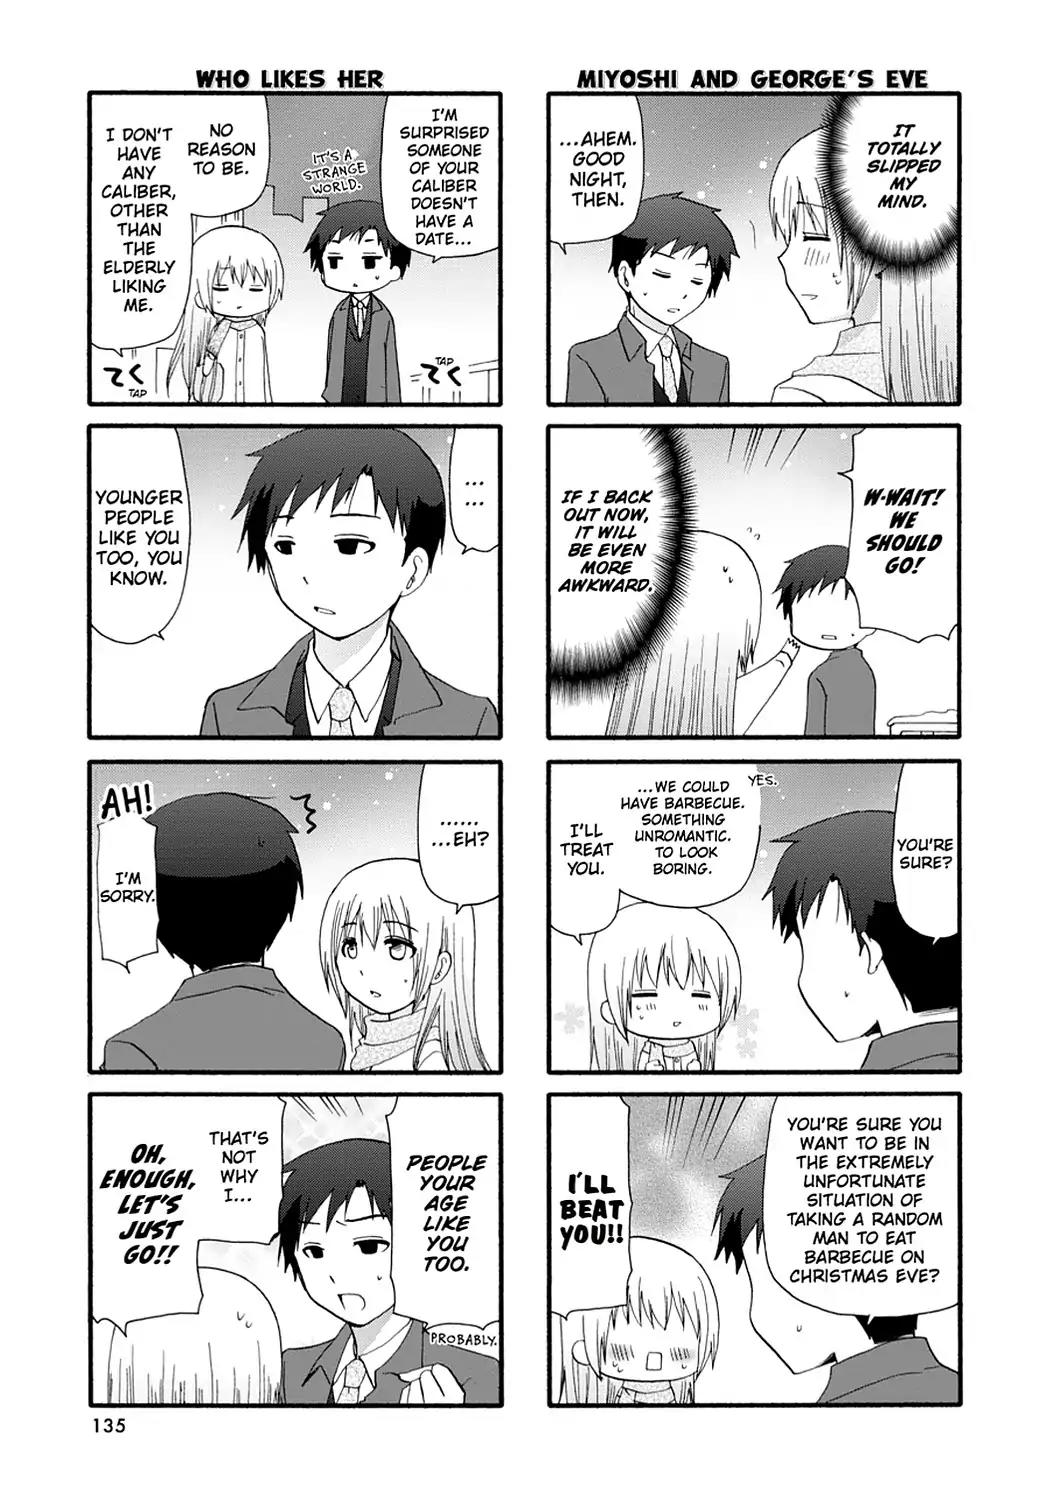 MIYOSHI AND GEORGE'S EVE
IT
TOTALLY
SLIPPED
MY
MIND.
...AHEM.
GOOD
NIGHT,
THEN.
W-WAIT!
WE
SHOULD
GO!
IF I BACK
OUT NOW,
IT WILL
BE EVEN
MORE
AWKWARD.
YOU'RE
SURE?
YES.
...WE COULD
HAVE BARBECUE.
SOMETHING
UNROMANTIC.
TO LOOK
BORING.
I'LL
TREAT
YOU.
YOU'RE SURE YOU
WANT TO BE IN
THE EXTREMELY
UNFORTUNATE
SITUATION OF
TAKING A RANDOM
MAN TO EAT
BARBECUE ON
CHRISTMAS EVE?
I'LL
BEAT
YOU!!
WHO LIKES HER
I'M
SURPRISED
SOMEONE
OF YOUR
CALIBER
DOESN'T
HAVE A
DATE...
IT'S A
STRANGE
WORLD.
NO
REASON
TO BE.
I DON'T
HAVE
ANY
CALIBER,
OTHER
THAN
THE
ELDERLY
LIKING
ME.
TAP
てく
てく
TAP
...
...
YOUNGER
PEOPLE
LIKE YOU
TOO, YOU
KNOW.
......
...EH?
AH!
I'M
SORRY.
PEOPLE
YOUR
AGE
LIKE
YOU
TOO.
PROBABLY.
THAT'S
NOT
WHY
I...
OH,
ENOUGH,
LET'S
JUST
GO!!
135